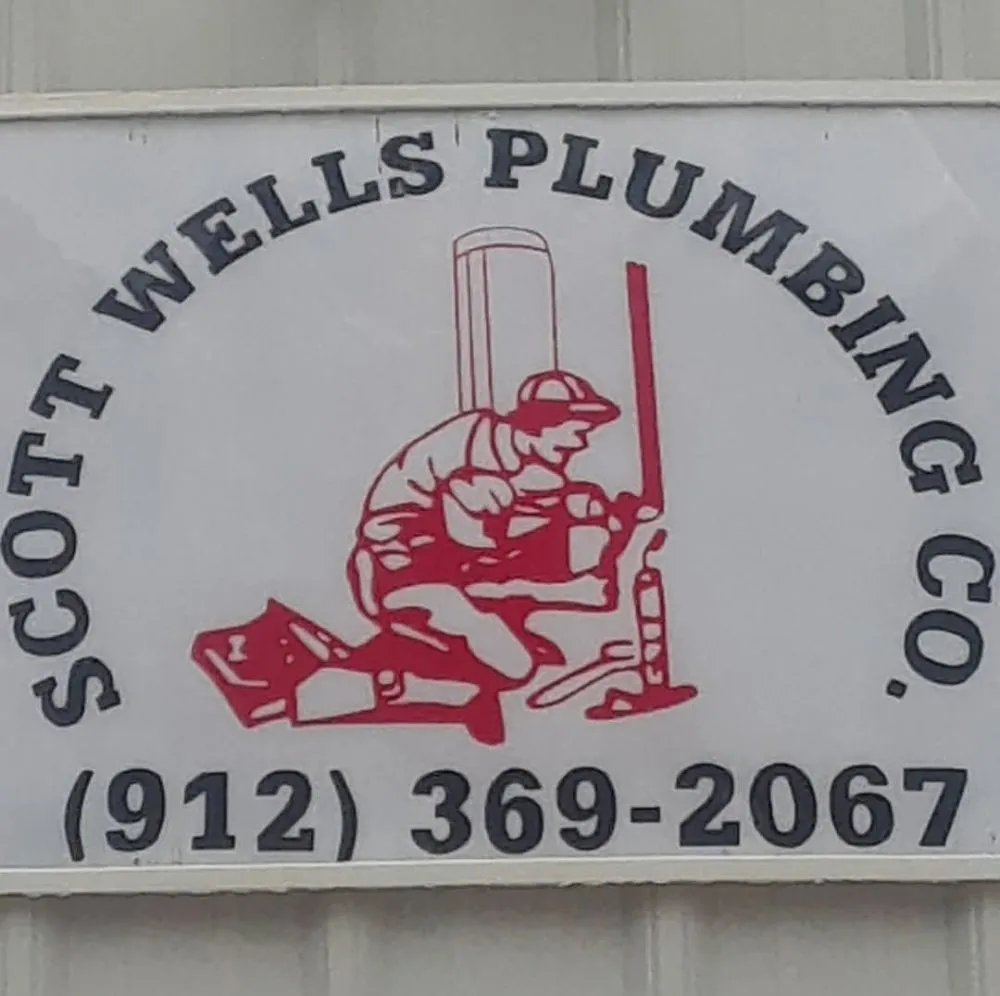 SCOTT WELLS PLUMBING CO.
(912) 369-2067